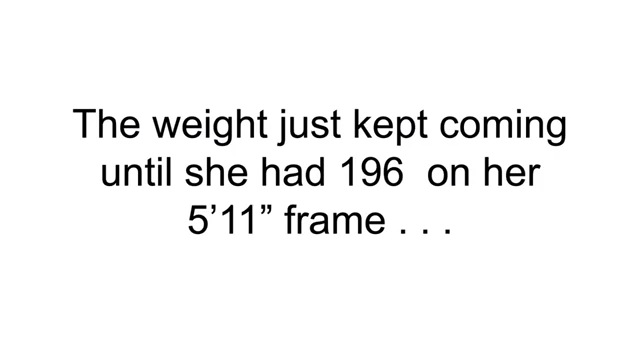 The weight just kept coming
until she had 196  on her
5’11” frame . . .